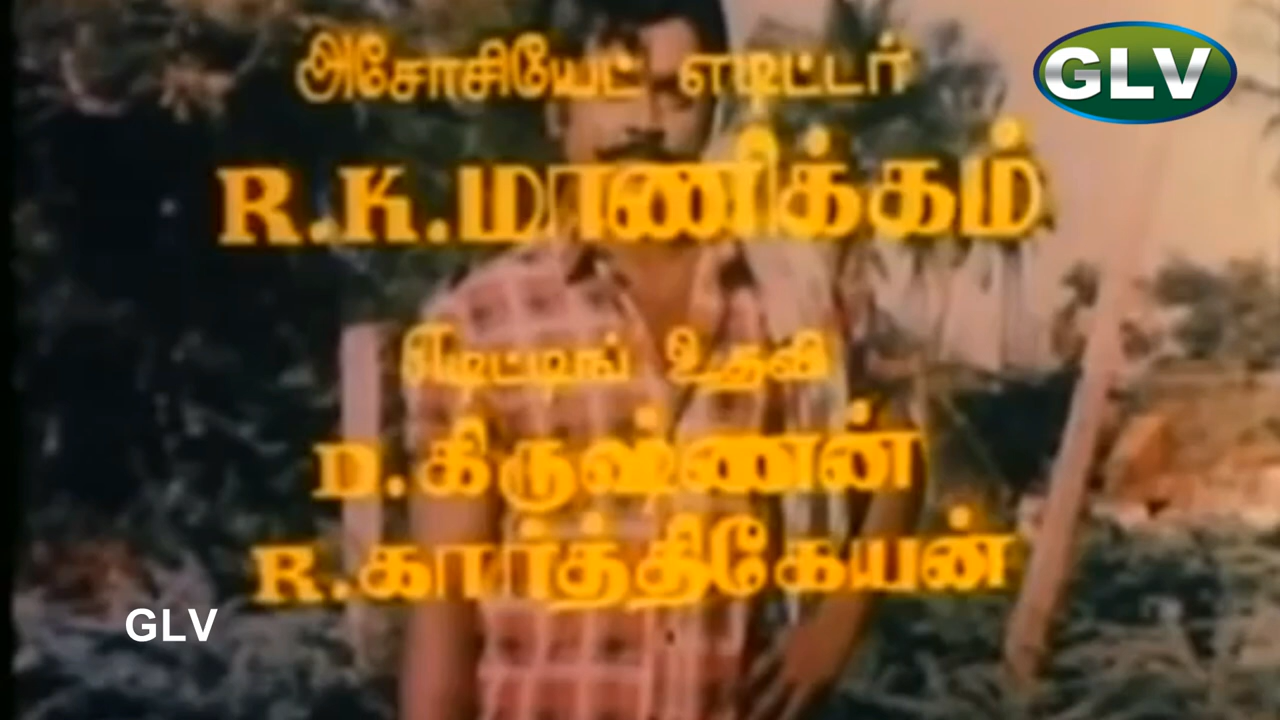 GLV
அசோசியேட் எடிட்டர்
R.K.மாணிக்கம்
எடிட்டிங் உதவி
D.கிருஷ்ணன்
R.கார்த்திகேயன்
GLV